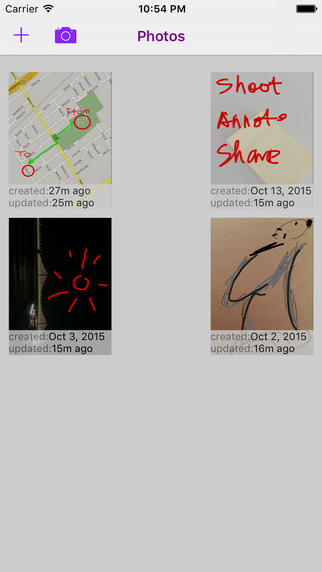 Carrier 10:54 PM
Photos
From
To
created:27m ago
updated:25m ago
Shoot
Annote
Share
created:Oct 13, 2015
updated:15m ago
created:Oct 3, 2015
updated:15m ago
created:Oct 2, 2015
updated:16m ago